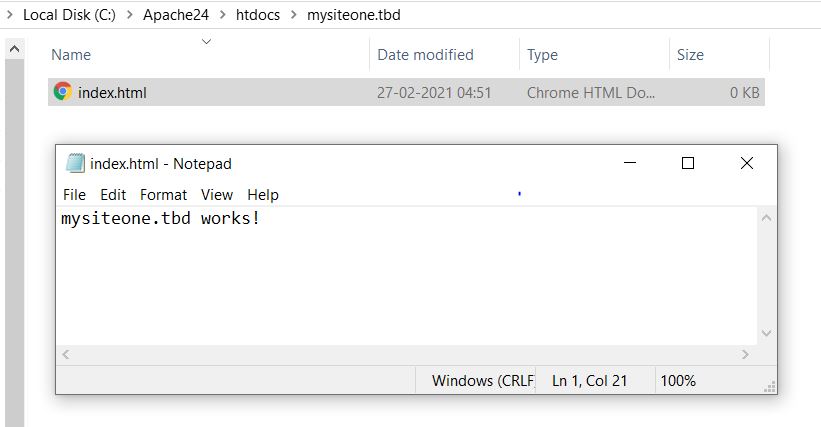 Local Disk (C:) > Apache24 > htdocs > mysiteone.tbd
Name Date modified Type Size
index.html 27-02-2021 04:51 Chrome HTML Do... 0 KB
index.html - Notepad
File Edit Format View Help
mysiteone.tbd works!
Windows (CRLF Ln 1, Col 21 100%